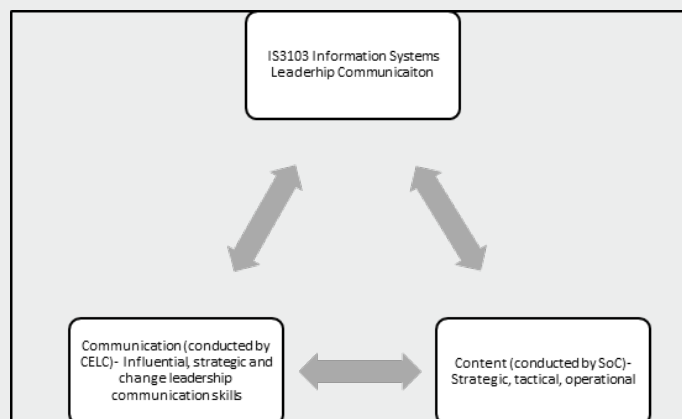 IS3103 Information Systems
Leaderhip Communicaiton
Communication (conducted by
CELC)- Influential, strategic and
change leadership
communication skills
Content (conducted by SoC)-
Strategic, tactical, operational